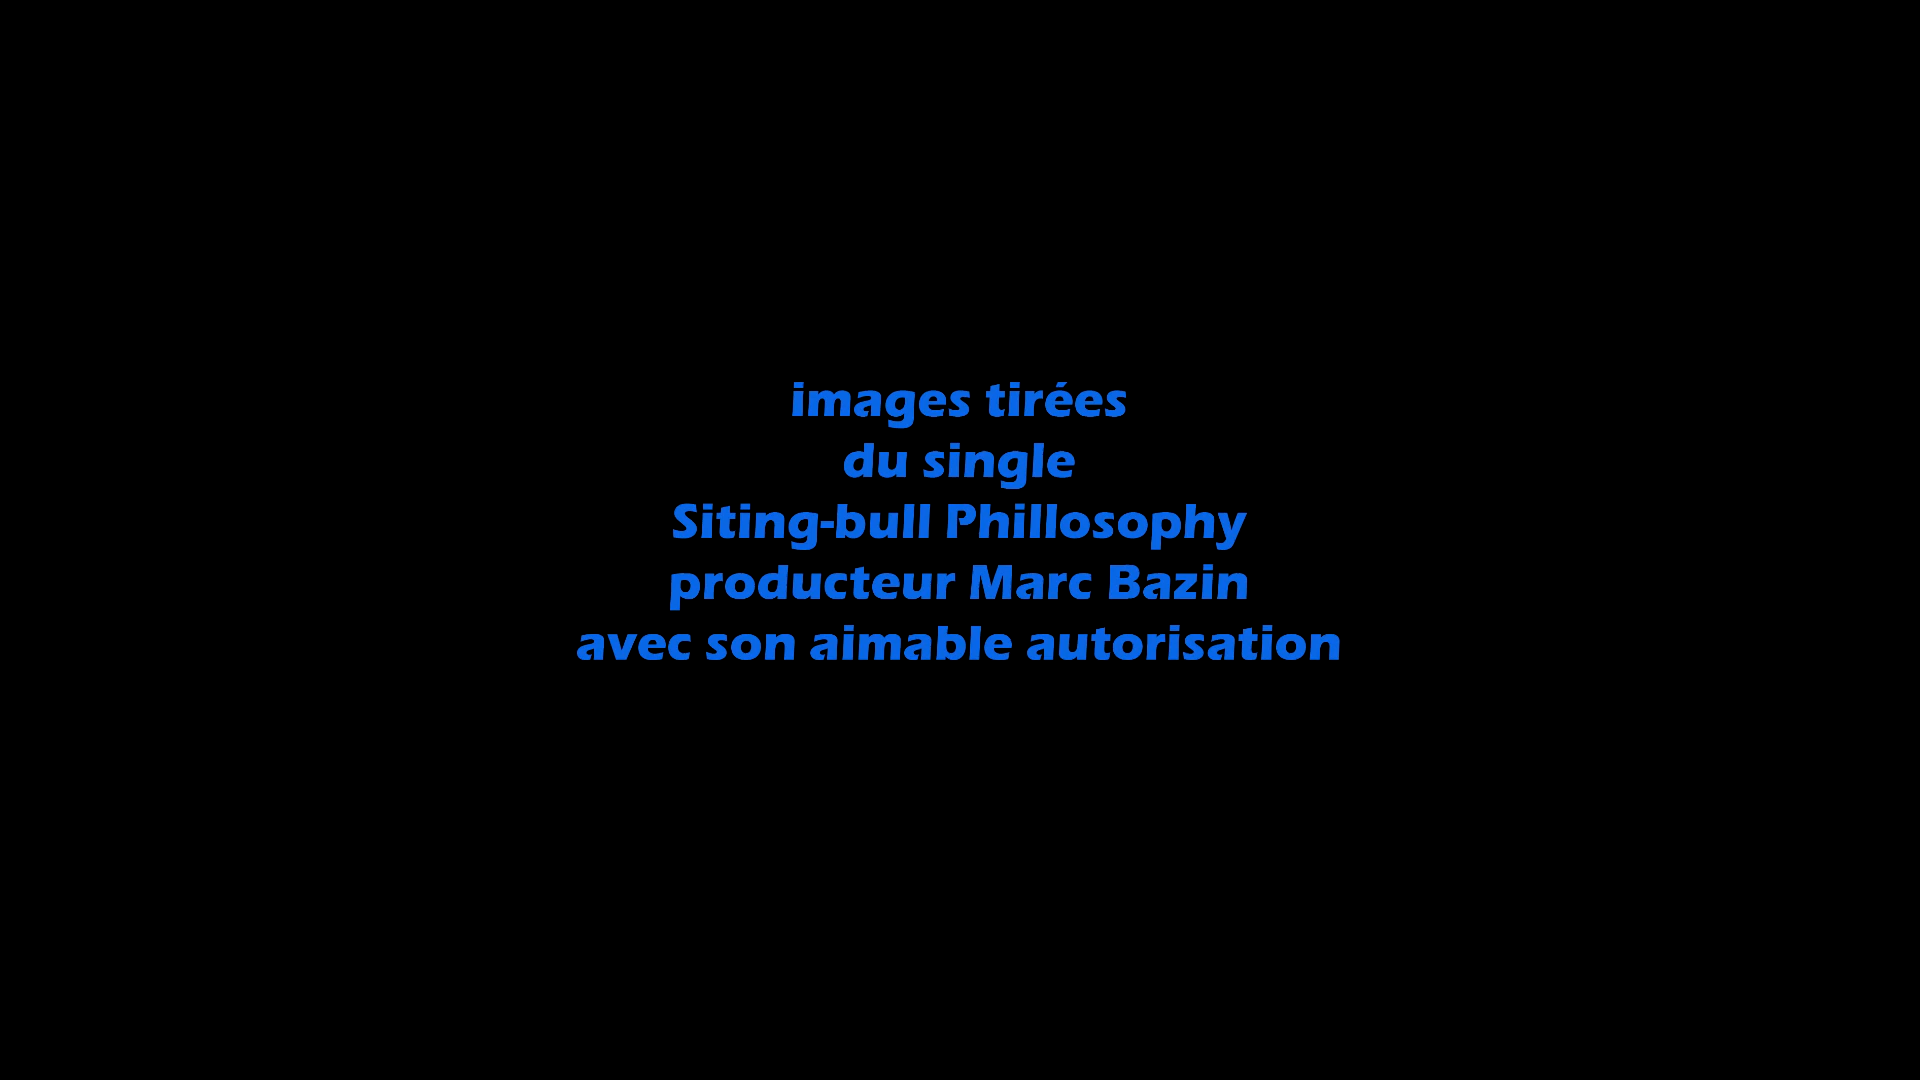 images tirées
du single
Siting-bull Phillosophy
producteur Marc Bazin
avec son aimable autorisation